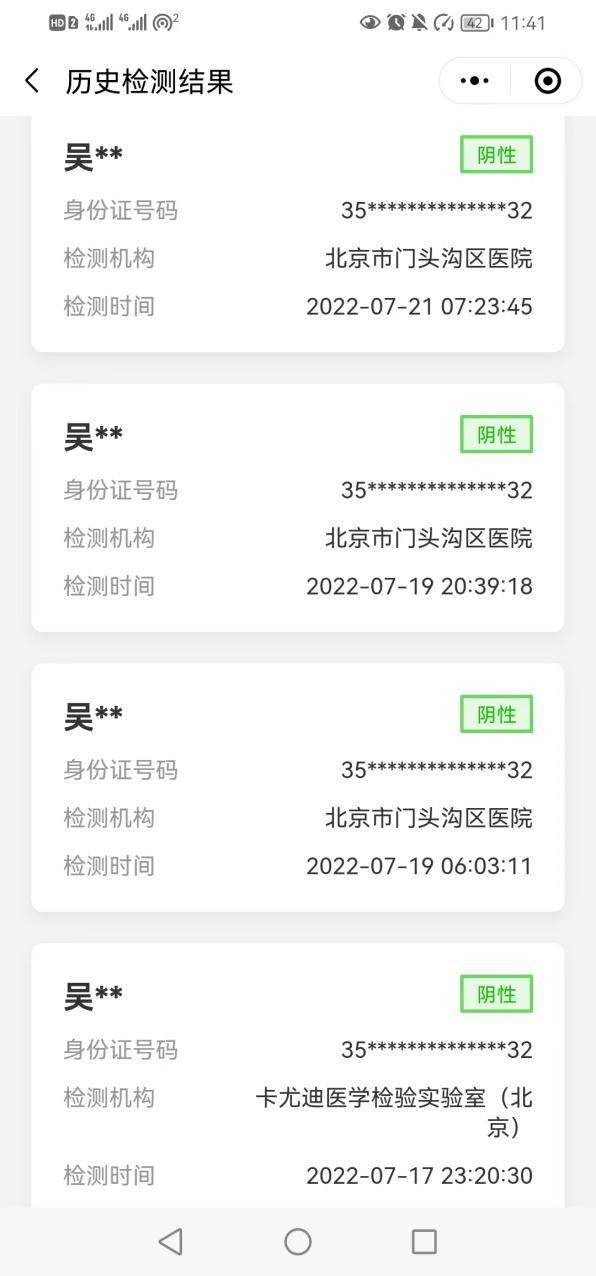 HD 2 4G 4G 2 42 11:41
历史检测结果
吴** 阴性
身份证号码 35**************32
检测机构 北京市门头沟区医院
检测时间 2022-07-21 07:23:45
吴** 阴性
身份证号码 35**************32
检测机构 北京市门头沟区医院
检测时间 2022-07-19 20:39:18
吴** 阴性
身份证号码 35**************32
检测机构 北京市门头沟区医院
检测时间 2022-07-19 06:03:11
吴** 阴性
身份证号码 35**************32
检测机构 卡尤迪医学检验实验室（北
京）
检测时间 2022-07-17 23:20:30